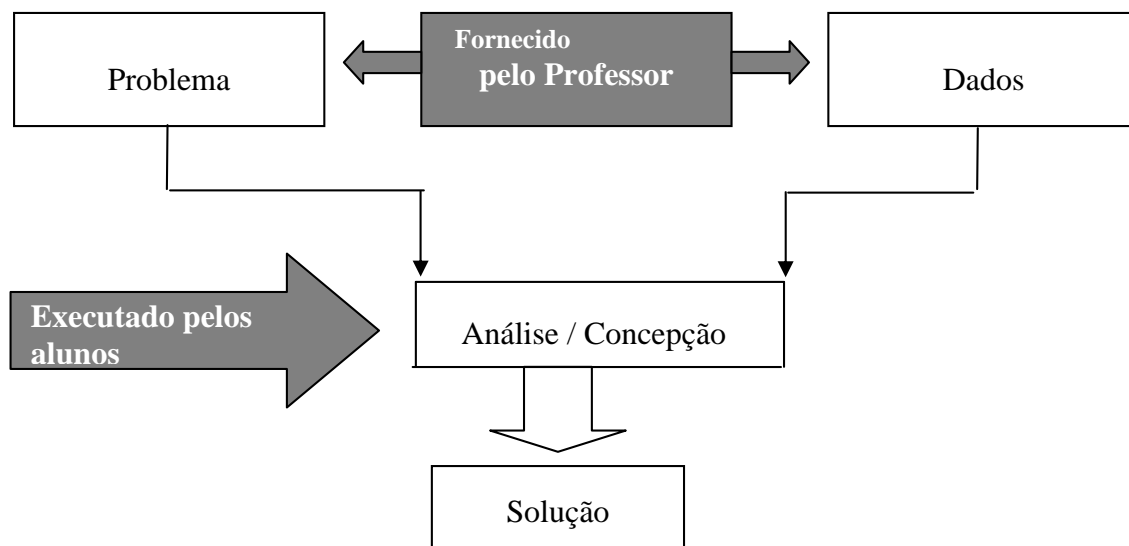 Problema
Fornecido
pelo Professor
Dados
Executado pelos
alunos
Análise / Concepção
Solução